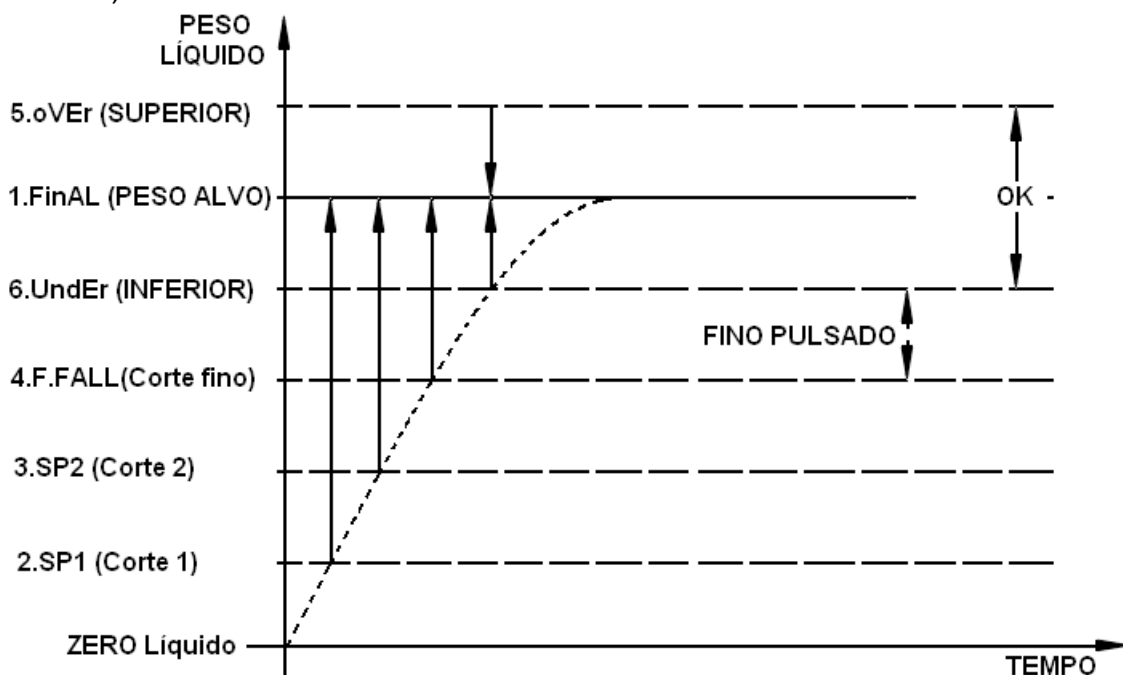 PESO
LÍQUIDO
5.oVEr (SUPERIOR)
1.FinAL (PESO ALVO)
OK
6.UndEr (INFERIOR)
FINO PULSADO
4.F.FALL(Corte fino)
3.SP2 (Corte 2)
2.SP1 (Corte 1)
ZERO Líquido
TEMPO